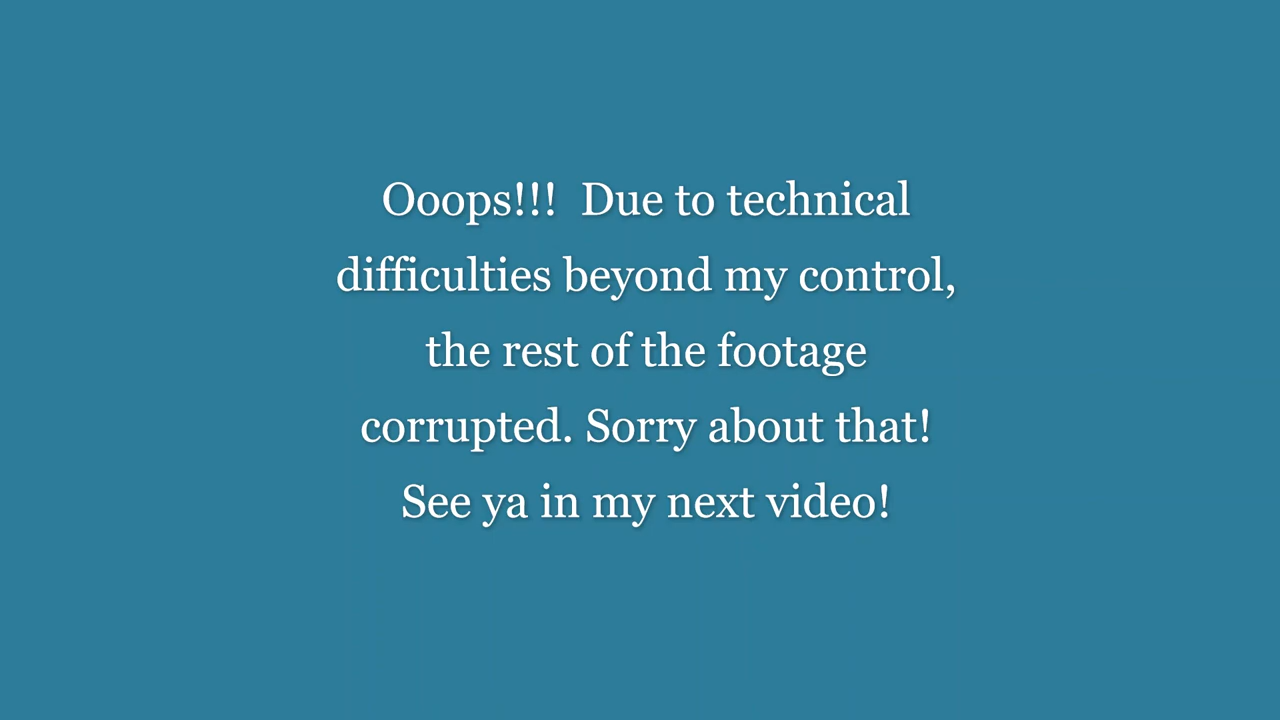 Ooops!!!  Due to technical
difficulties beyond my control,
the rest of the footage
corrupted. Sorry about that!
See ya in my next video!